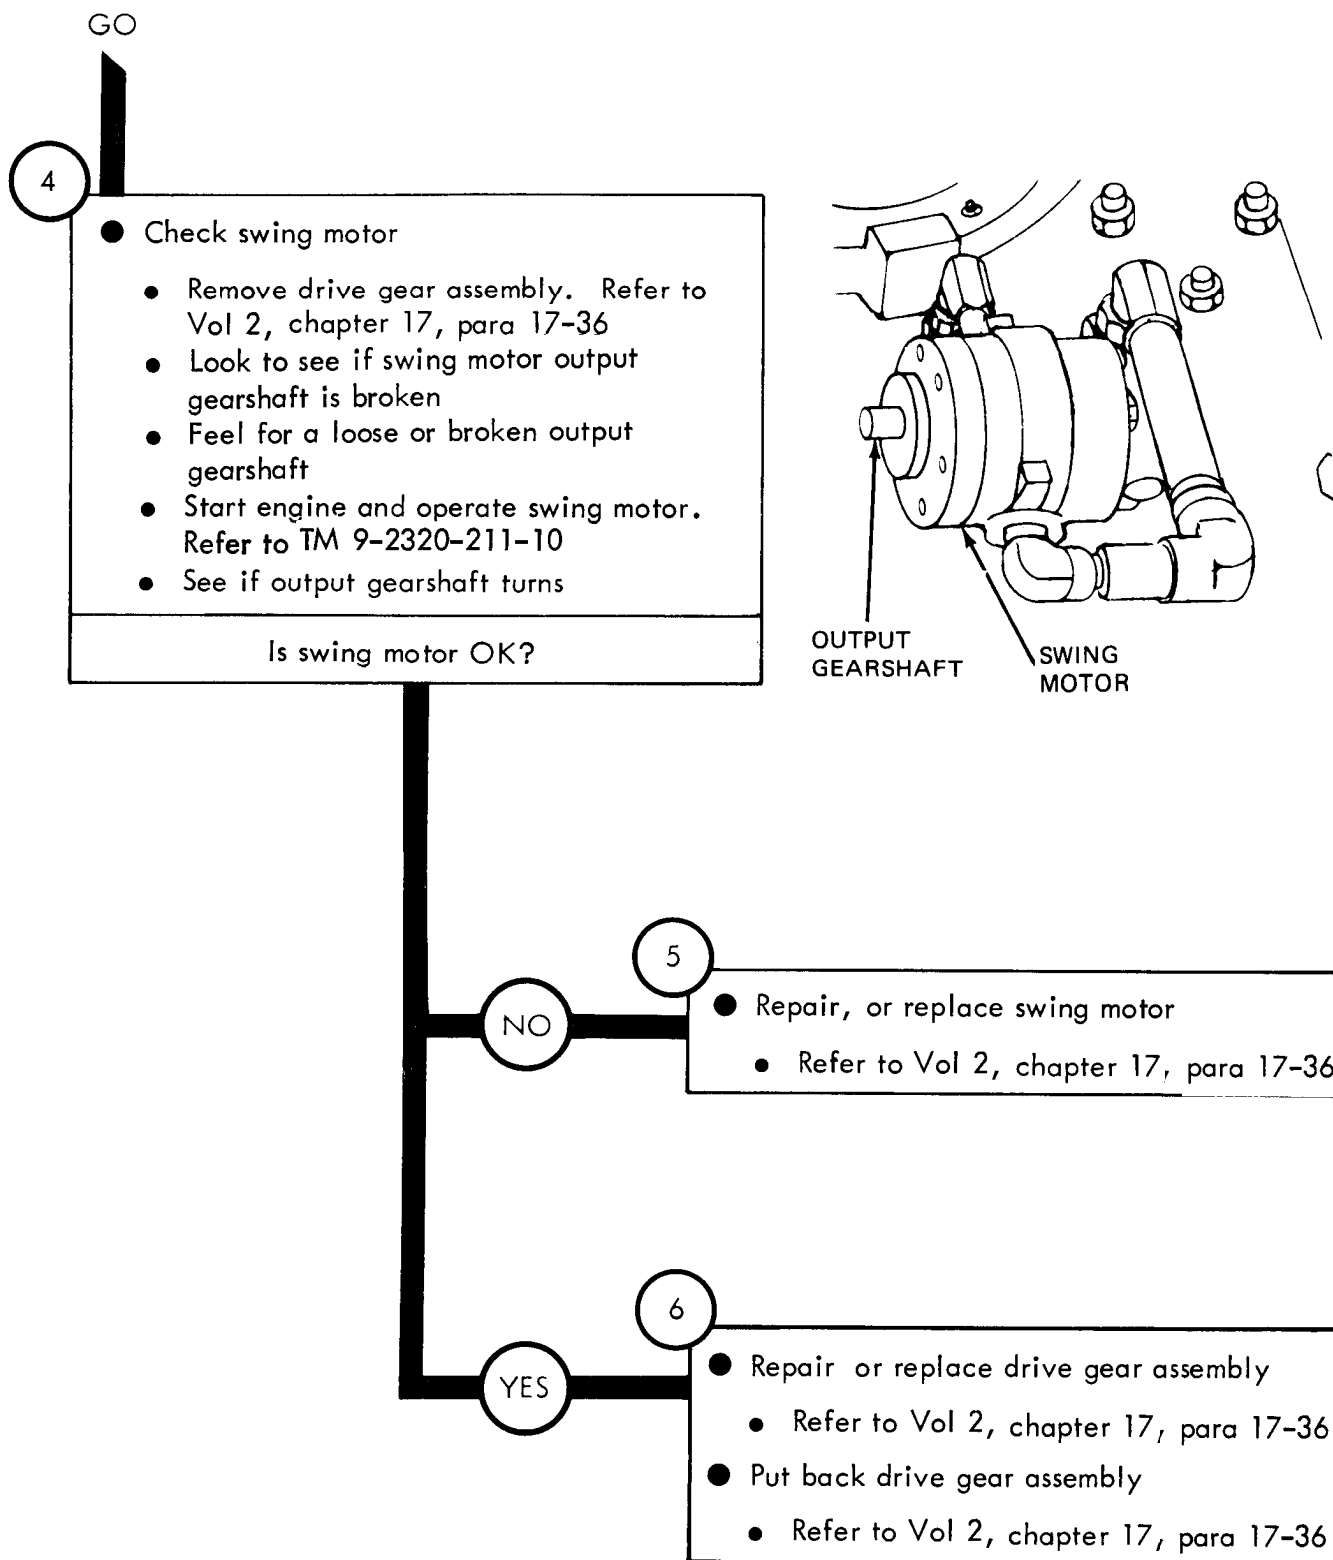 GO
4
● Check swing motor
● Remove drive gear assembly. Refer to
Vol 2, chapter 17, para 17-36
● Look to see if swing motor output
gearshaft is broken
● Feel for a loose or broken output
gearshaft
● Start engine and operate swing motor.
Refer to TM 9-2320-211-10
● See if output gearshaft turns
Is swing motor OK?
OUTPUT
GEARSHAFT
SWING
MOTOR
5
NO
● Repair, or replace swing motor
● Refer to Vol 2, chapter 17, para 17-36
6
YES
● Repair or replace drive gear assembly
● Refer to Vol 2, chapter 17, para 17-36
● Put back drive gear assembly
● Refer to Vol 2, chapter 17, para 17-36